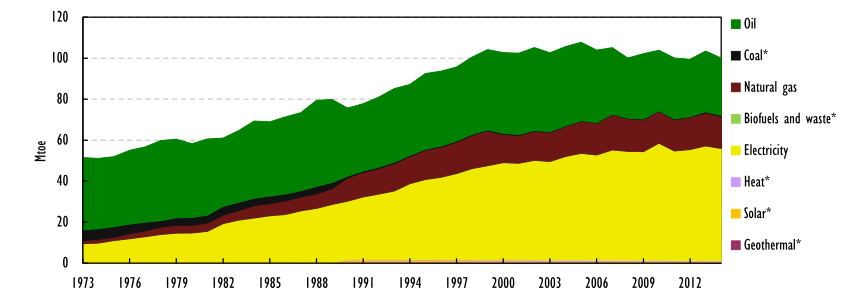 120
100
80
60
40
20
0
Mtoe
1973 1976 1979 1982 1985 1988 1991 1994 1997 2000 2003 2006 2009 2012
Oil
Coal*
Natural gas
Biofuels and waste*
Electricity
Heat*
Solar*
Geothermal*